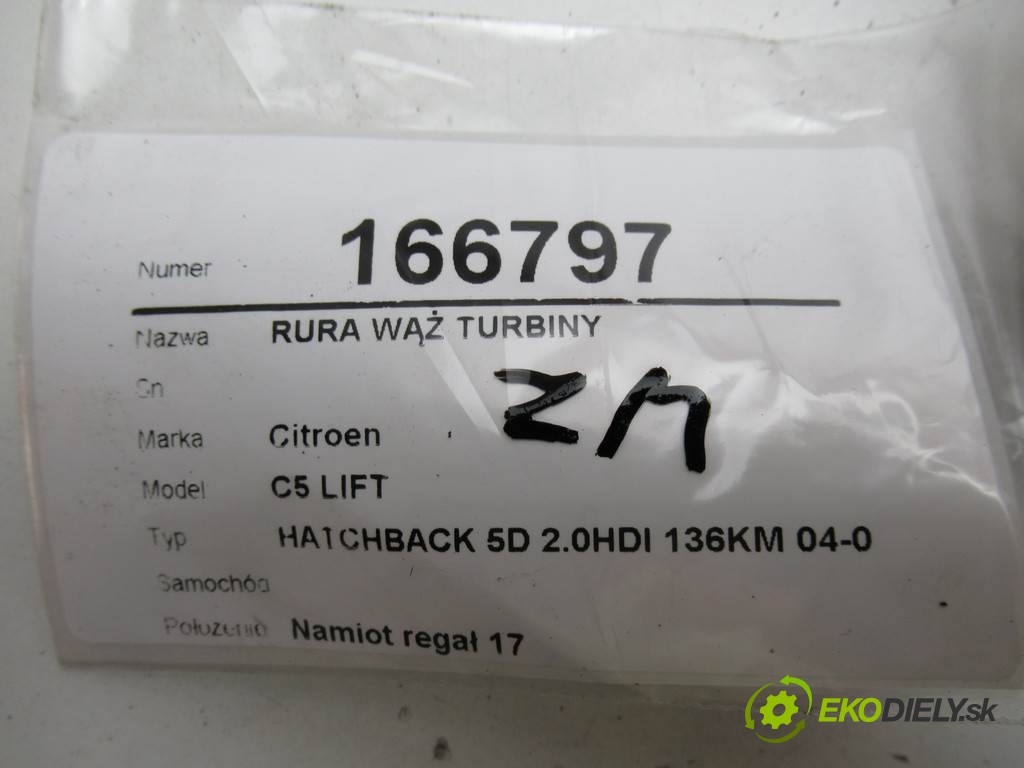 Numer 166797
Nazwa RURA WĄŻ TURBINY
Sn
Marka Citroen
Model C5 LIFT
Typ HATCHBACK 5D 2.0HDI 136KM 04-0
Samochód
Położenie Namiot regał 17
EKODIELY.sk